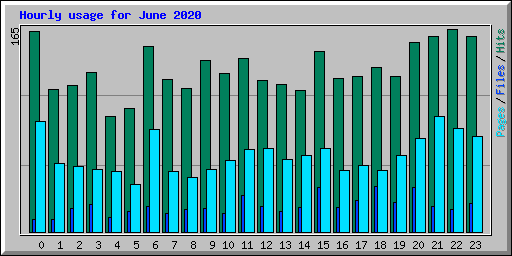 Hourly usage for June 2020
165
Pages/Files/Hits
0 1 2 3 4 5 6 7 8 9 10 11 12 13 14 15 16 17 18 19 20 21 22 23